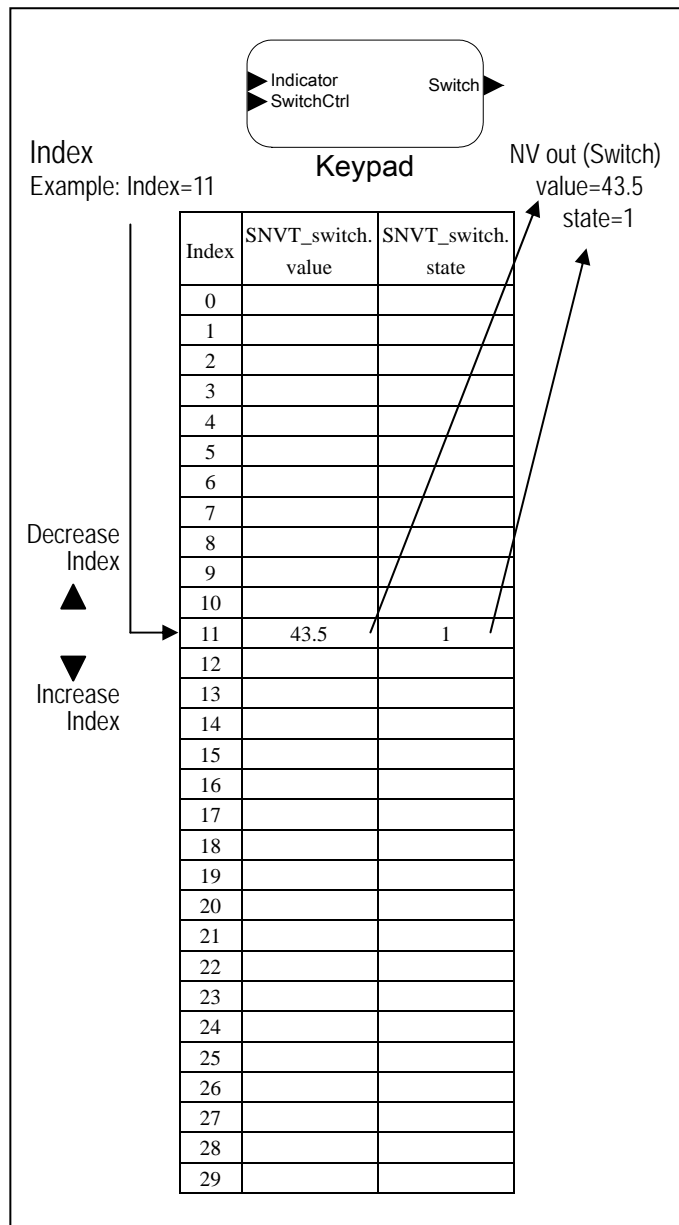 Indicator
Switch
SwitchCtrl
Keypad
Index
Example: Index=11
NV out (Switch)
value=43.5
state=1
Index SNVT_switch. SNVT_switch.
value state
0
1
2
3
4
5
6
7
8
9
10
11 43.5 1
12
13
14
15
16
17
18
19
20
21
22
23
24
25
26
27
28
29
Decrease
Index
Increase
Index